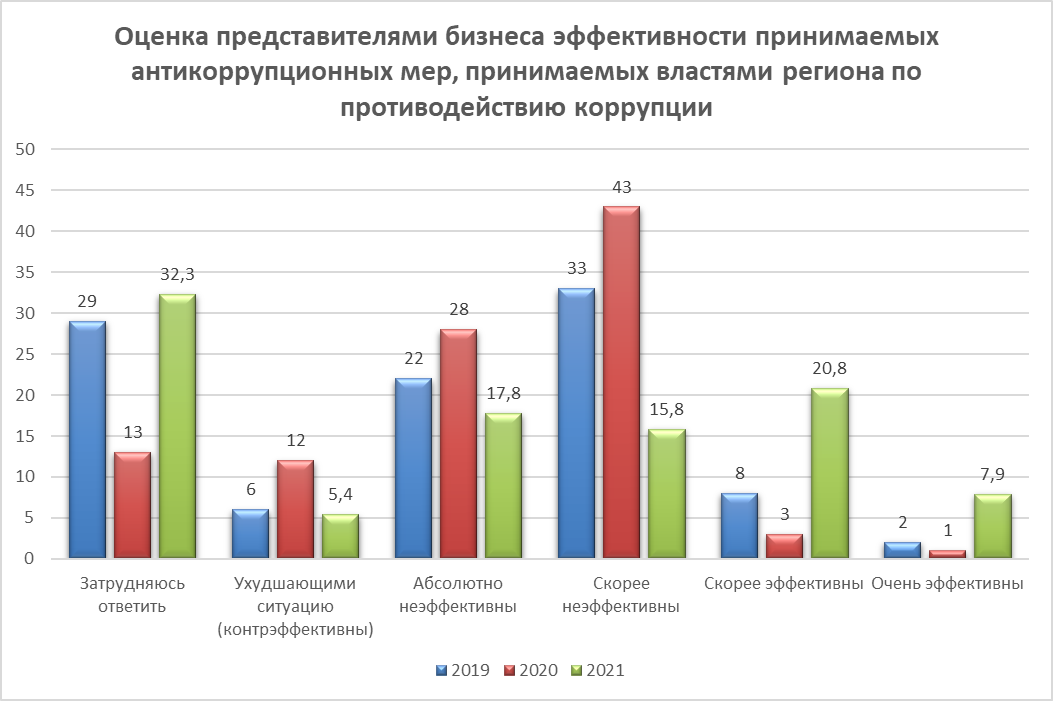 Оценка представителями бизнеса эффективности принимаемых
антикоррупционных мер, принимаемых властями региона по
противодействию коррупции
50
45
40
35
30
25
20
15
10
5
0
29
13
32,3
6
12
5,4
22
28
17,8
33
43
15,8
8
3
20,8
2
1
7,9
Затрудняюсь
ответить
Ухудшающими
ситуацию
(контрэффективны)
Абсолютно
неэффективны
Скорее
неэффективны
Скорее эффективны
Очень эффективны
2019 2020 2021